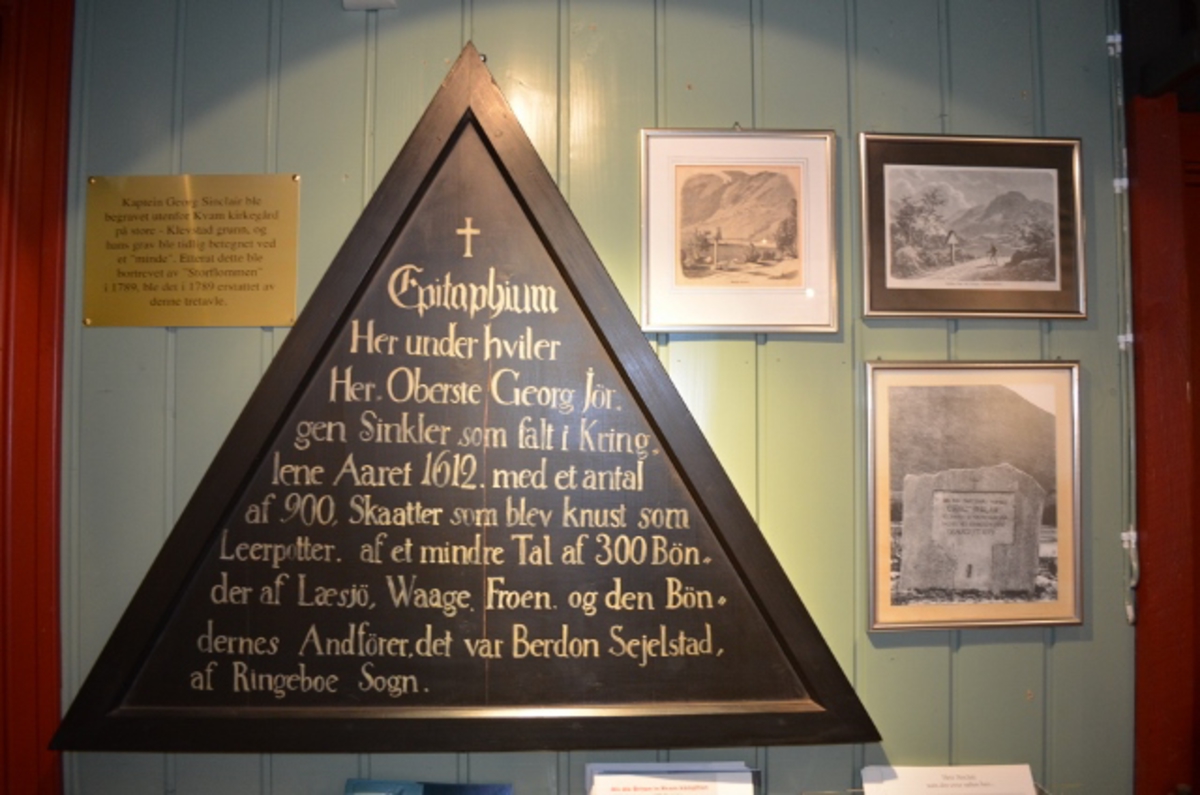 Kaptein Georg Sinclair ble
begravet utenfor Kvam kirkegård
på store - Klevstad grunn, og
hans grav ble tidlig betegnet ved
et "minde". Etterat dette ble
bortrevet av "Storflommen"
i 1789, ble det i 1789 erstattet av
denne tretavle.
Epitaphium
Her under hviler
Her. Oberste Georg Jör.
gen Sinkler som falt i Kring„
lene Aaret 1612. med et antal
af 900. Skaatter som blev knust som
Leerpotter. af et mindre Tal af 300 Bön„
der af Læsjö, Waage. Froen. og den Bön„
dernes Andförer, det var Berdon Sejelstad,
af Ringeboe Sogn.